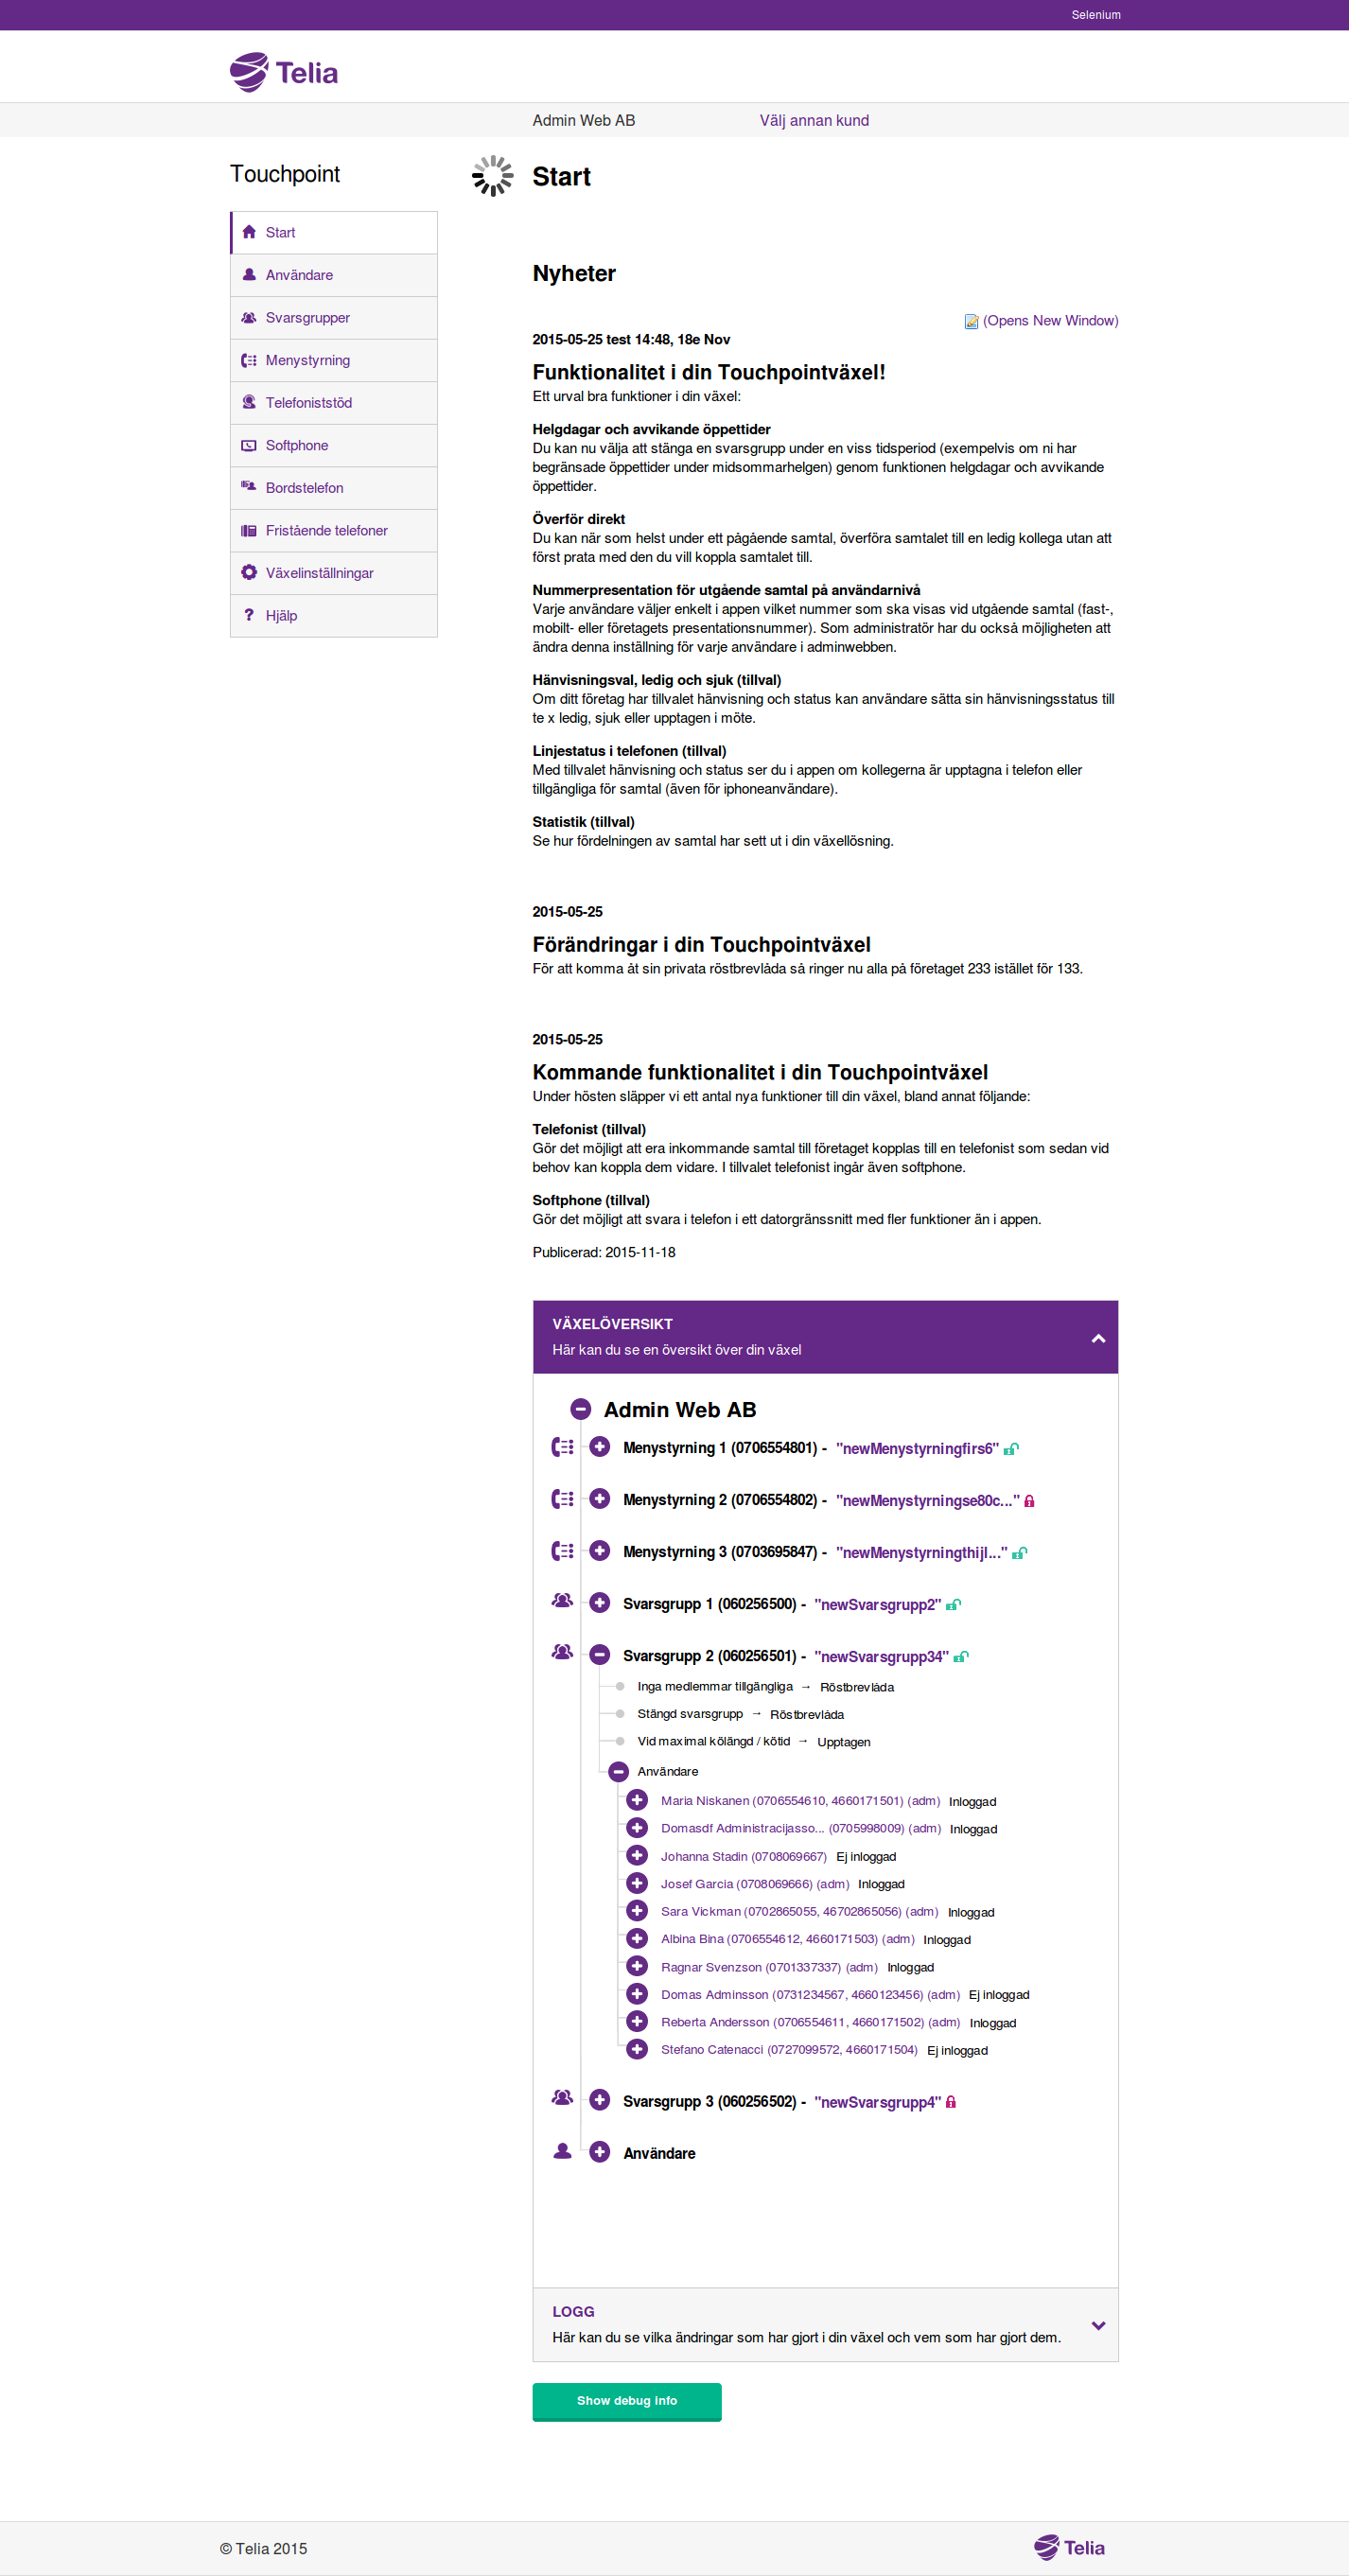 Selenium
Telia
Admin Web AB
Välj annan kund
Touchpoint
Start
Användare
Svarsgrupper
Menystyrning
Telefoniststöd
Softphone
Bordstelefon
Fristående telefoner
Växelinställningar
Hjälp
Start
Nyheter
(Opens New Window)
2015-05-25 test 14:48, 18e Nov
Funktionalitet i din Touchpointväxel!
Ett urval bra funktioner i din växel:
Helgdagar och avvikande öppettider
Du kan nu välja att stänga en svarsgrupp under en viss tidsperiod (exempelvis om ni har
begränsade öppettider under midsommarhelgen) genom funktionen helgdagar och avvikande
öppettider.
Överför direkt
Du kan när som helst under ett pågående samtal, överföra samtalet till en ledig kollega utan att
först prata med den du vill koppla samtalet till.
Nummerpresentation för utgående samtal på användarnivå
Varje användare väljer enkelt i appen vilket nummer som ska visas vid utgående samtal (fast-,
mobilt- eller företagets presentationsnummer). Som administratör har du också möjligheten att
ändra denna inställning för varje användare i adminwebben.
Hänvisningsval, ledig och sjuk (tillval)
Om ditt företag har tillvalet hänvisning och status kan användare sätta sin hänvisningsstatus till
te x ledig, sjuk eller upptagen i möte.
Linjestatus i telefonen (tillval)
Med tillvalet hänvisning och status ser du i appen om kollegerna är upptagna i telefon eller
tillgängliga för samtal (även för iphoneanvändare).
Statistik (tillval)
Se hur fördelningen av samtal har sett ut i din växellösning.
2015-05-25
Förändringar i din Touchpointväxel
För att komma åt sin privata röstbrevlåda så ringer nu alla på företaget 233 istället för 133.
2015-05-25
Kommande funktionalitet i din Touchpointväxel
Under hösten släpper vi ett antal nya funktioner till din växel, bland annat följande:
Telefonist (tillval)
Gör det möjligt att era inkommande samtal till företaget kopplas till en telefonist som sedan vid
behov kan koppla dem vidare. I tillvalet telefonist ingår även softphone.
Softphone (tillval)
Gör det möjligt att svara i telefon i ett datorgränssnitt med fler funktioner än i appen.
Publicerad: 2015-11-18
VÄXELÖVERSIKT
Här kan du se en översikt över din växel
Admin Web AB
Menystyrning 1 (0706554801) - "newMenystyrningfirs6"
Menystyrning 2 (0706554802) - "newMenystyrningse80c..."
Menystyrning 3 (0703695847) - "newMenystyrningthijl..."
Svarsgrupp 1 (060256500) - "newSvarsgrupp2"
Svarsgrupp 2 (060256501) - "newSvarsgrupp34"
Inga medlemmar tillgängliga → Röstbrevlåda
Stängd svarsgrupp → Röstbrevlåda
Vid maximal kölängd / kötid → Upptagen
Användare
Maria Niskanen (0706554610, 4660171501) (adm) Inloggad
Domasdf Administracijasso... (0705998009) (adm) Inloggad
Johanna Stadin (0708069667) Ej inloggad
Josef Garcia (0708069666) (adm) Inloggad
Sara Vickman (0702865055, 46702865056) (adm) Inloggad
Albina Bina (0706554612, 4660171503) (adm) Inloggad
Ragnar Svenzson (0701337337) (adm) Inloggad
Domas Adminsson (0731234567, 4660123456) (adm) Ej inloggad
Reberta Andersson (0706554611, 4660171502) (adm) Inloggad
Stefano Catenacci (0727099572, 4660171504) Ej inloggad
Svarsgrupp 3 (060256502) - "newSvarsgrupp4"
Användare
LOGG
Här kan du se vilka ändringar som har gjort i din växel och vem som har gjort dem.
Show debug info
© Telia 2015
Telia